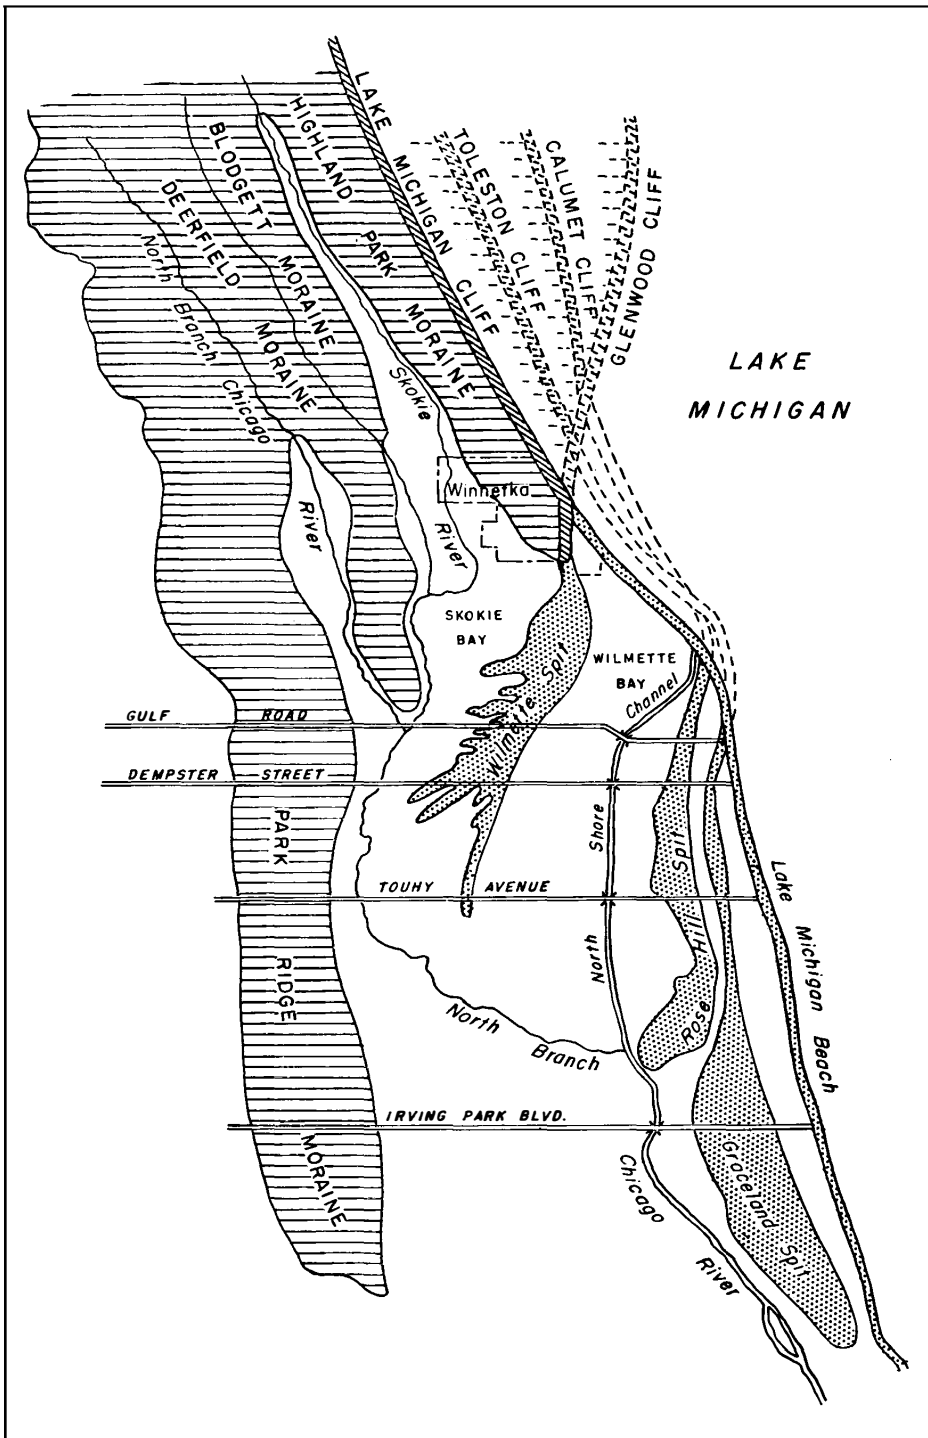 LAKE MICHIGAN CLIFF
TOLESTON CLIFF
CALUMET CLIFF
GLENWOOD CLIFF
HIGHLAND PARK MORAINE
BLODGETT MORAINE
DEERFIELD MORAINE
North Branch Chicago River
Skokie River
LAKE
MICHIGAN
Winnetka
SKOKIE
BAY
Wilmette Spit
WILMETTE
BAY
GULF ROAD
DEMPSTER STREET
TOUHY AVENUE
IRVING PARK BLVD.
PARK RIDGE MORAINE
North Shore Channel
Rose Hill Spit
Lake Michigan Beach
North Branch
Chicago River
Graceland Spit